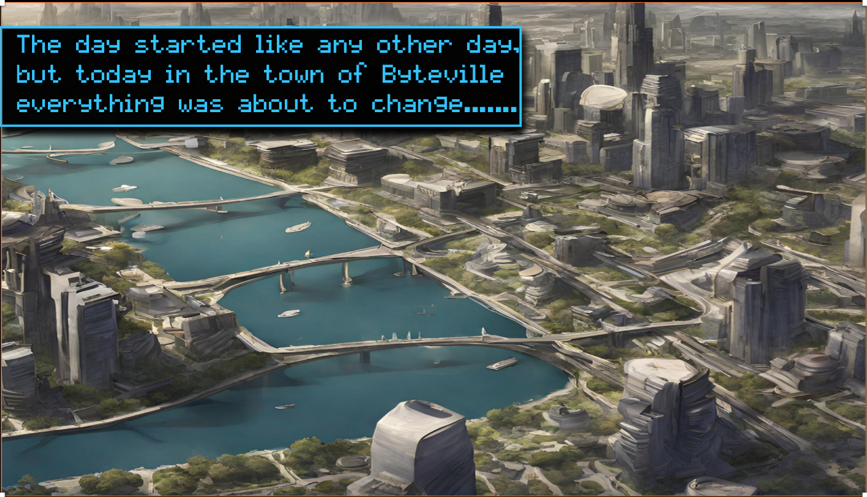 The day started like any other day,
but today in the town of Byteville
everything was about to change.......